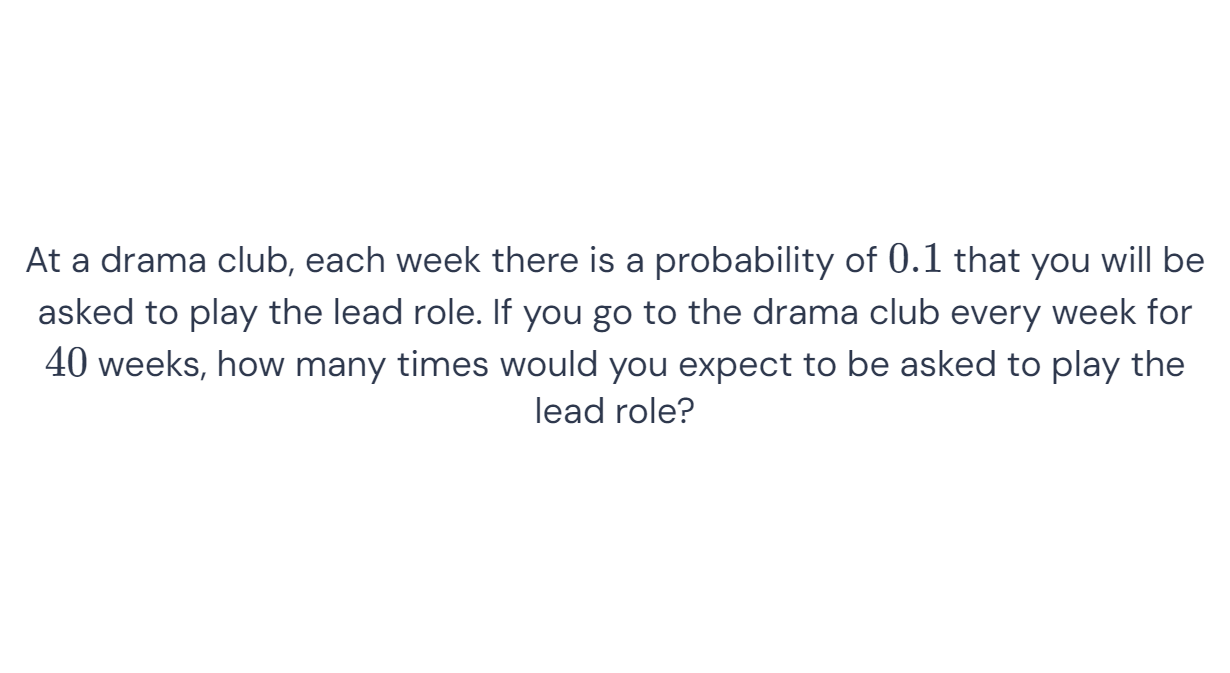 At a drama club, each week there is a probability of 0.1 that you will be
asked to play the lead role. If you go to the drama club every week for
40 weeks, how many times would you expect to be asked to play the
lead role?